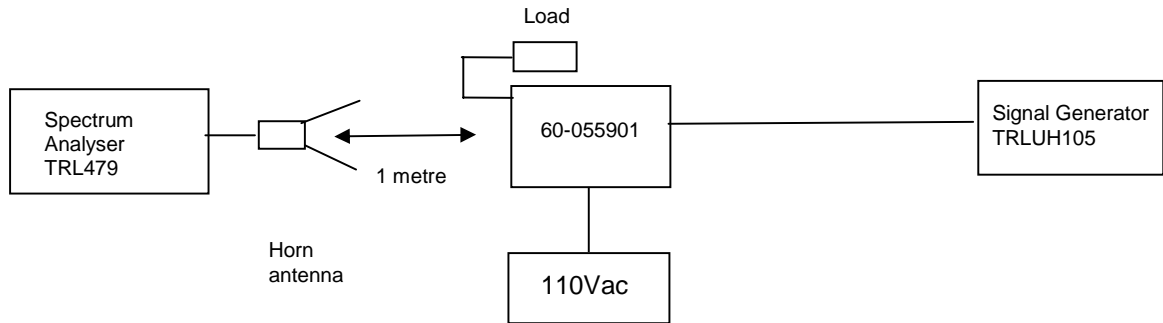 Load
Spectrum
Analyser
TRL479
60-055901
Signal Generator
TRLUH105
1 metre
Horn
antenna
110Vac